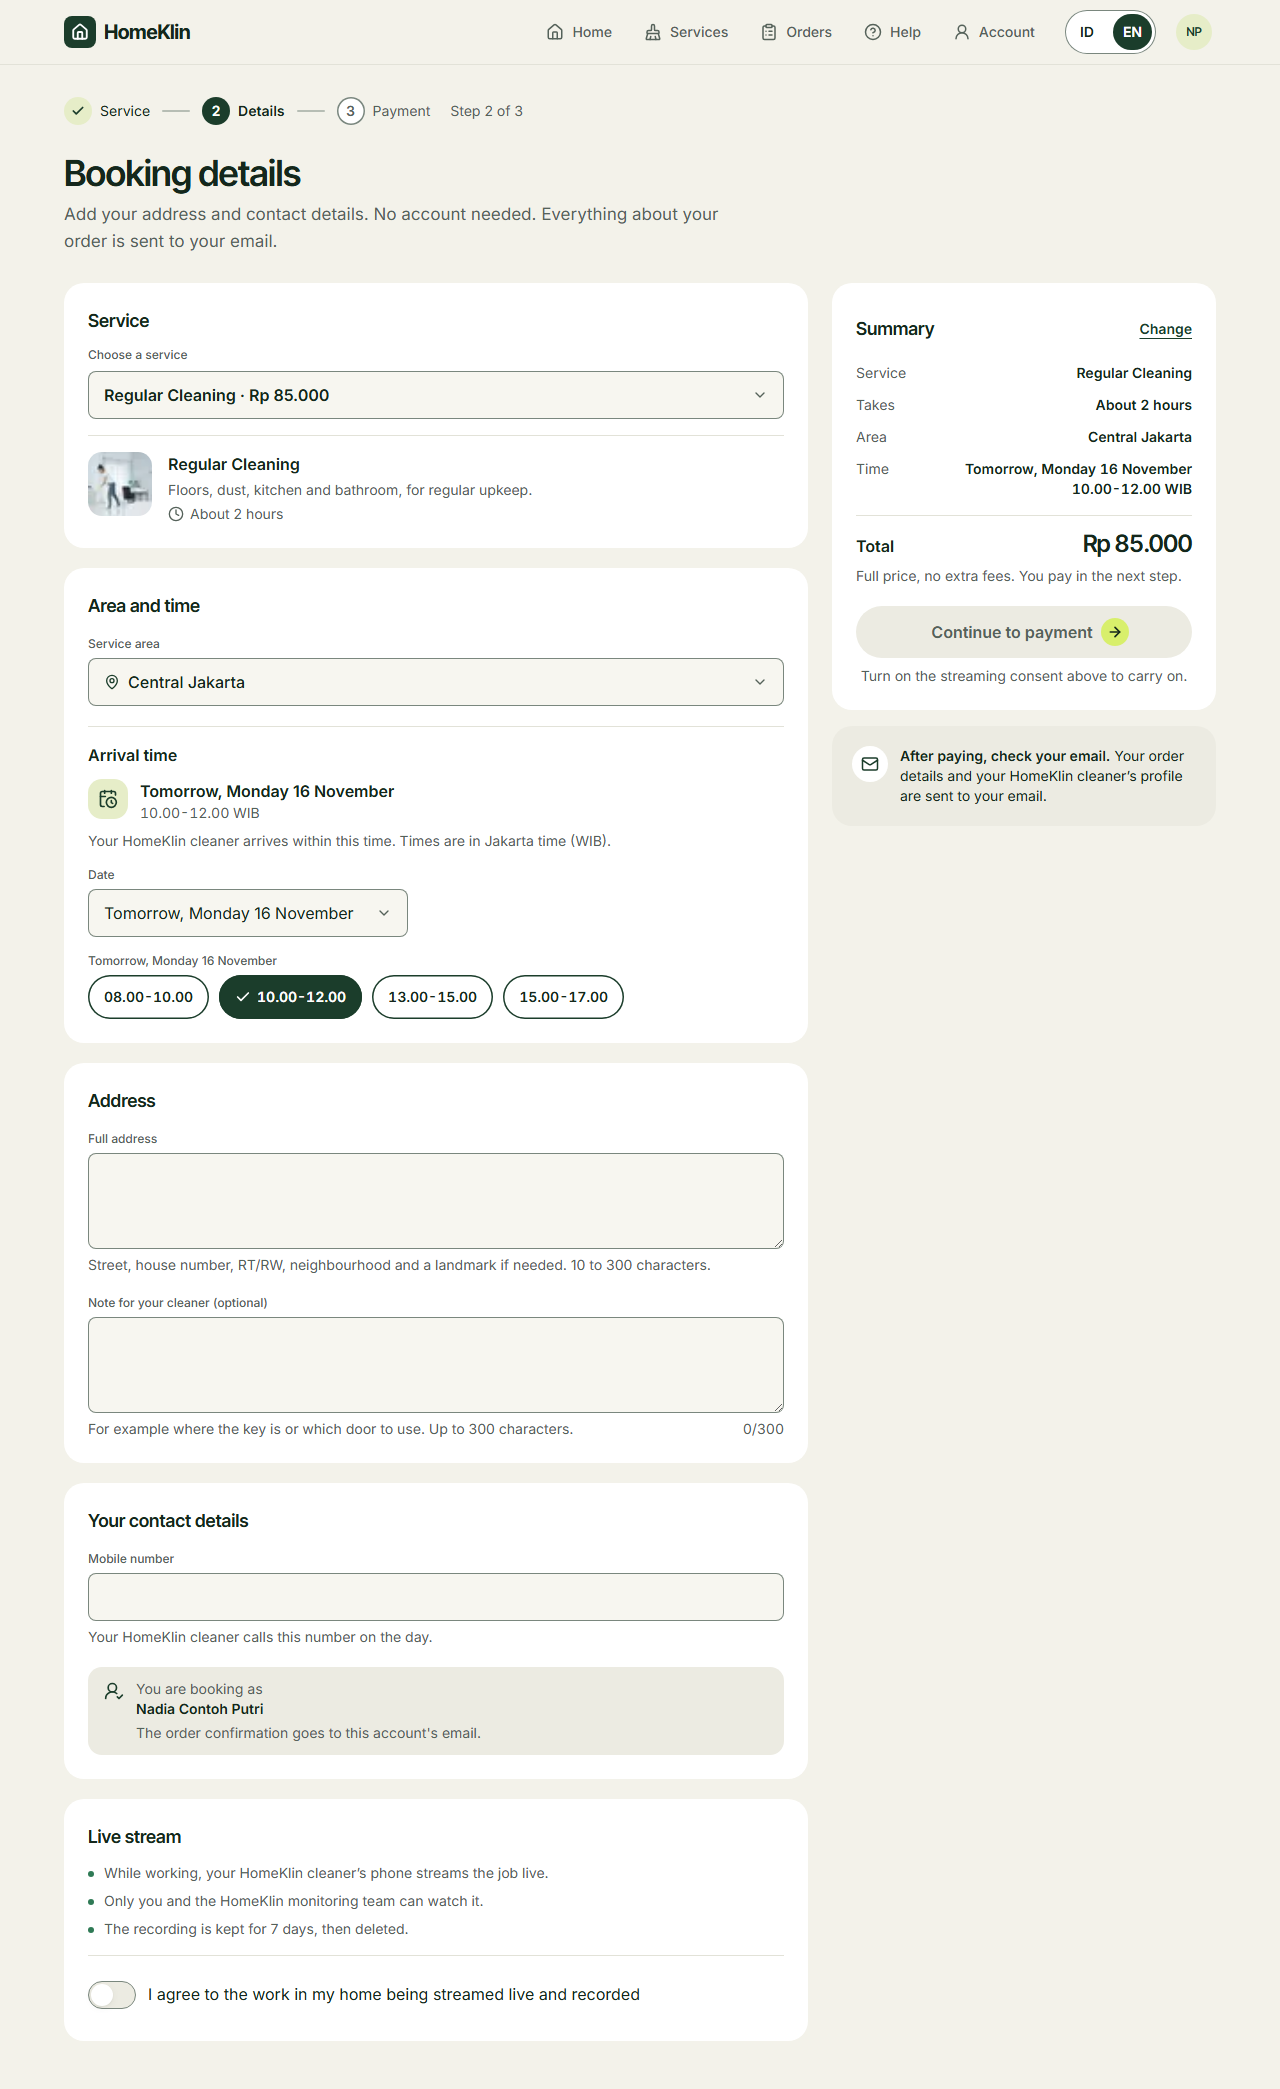 HomeKlin
Home
Services
Orders
Help
Account
ID
EN
NP
Service
2
Details
3
Payment
Step 2 of 3
Booking details
Add your address and contact details. No account needed. Everything about your
order is sent to your email.
Service
Choose a service
Regular Cleaning · Rp 85.000
Regular Cleaning
Floors, dust, kitchen and bathroom, for regular upkeep.
About 2 hours
Area and time
Service area
Central Jakarta
Arrival time
Tomorrow, Monday 16 November
10.00-12.00 WIB
Your HomeKlin cleaner arrives within this time. Times are in Jakarta time (WIB).
Date
Tomorrow, Monday 16 November
Tomorrow, Monday 16 November
08.00-10.00
10.00-12.00
13.00-15.00
15.00-17.00
Address
Full address
Street, house number, RT/RW, neighbourhood and a landmark if needed. 10 to 300 characters.
Note for your cleaner (optional)
For example where the key is or which door to use. Up to 300 characters.
0/300
Your contact details
Mobile number
Your HomeKlin cleaner calls this number on the day.
You are booking as
Nadia Contoh Putri
The order confirmation goes to this account's email.
Live stream
While working, your HomeKlin cleaner’s phone streams the job live.
Only you and the HomeKlin monitoring team can watch it.
The recording is kept for 7 days, then deleted.
I agree to the work in my home being streamed live and recorded
Summary
Change
Service
Regular Cleaning
Takes
About 2 hours
Area
Central Jakarta
Time
Tomorrow, Monday 16 November
10.00-12.00 WIB
Total
Rp 85.000
Full price, no extra fees. You pay in the next step.
Continue to payment
Turn on the streaming consent above to carry on.
After paying, check your email. Your order
details and your HomeKlin cleaner’s profile
are sent to your email.